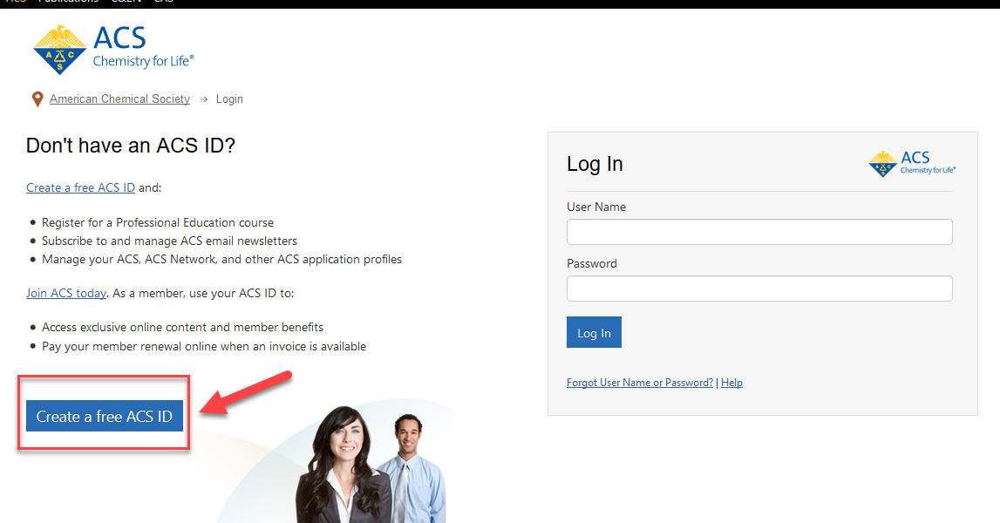 ACS Publications C&EN CAS
ACS
Chemistry for Life®
A C S
American Chemical Society » Login
Don't have an ACS ID?
Create a free ACS ID and:
• Register for a Professional Education course
• Subscribe to and manage ACS email newsletters
• Manage your ACS, ACS Network, and other ACS application profiles
Join ACS today. As a member, use your ACS ID to:
• Access exclusive online content and member benefits
• Pay your member renewal online when an invoice is available
Create a free ACS ID
Log In
ACS
Chemistry for Life®
A C S
User Name
Password
Log In
Forgot User Name or Password? | Help